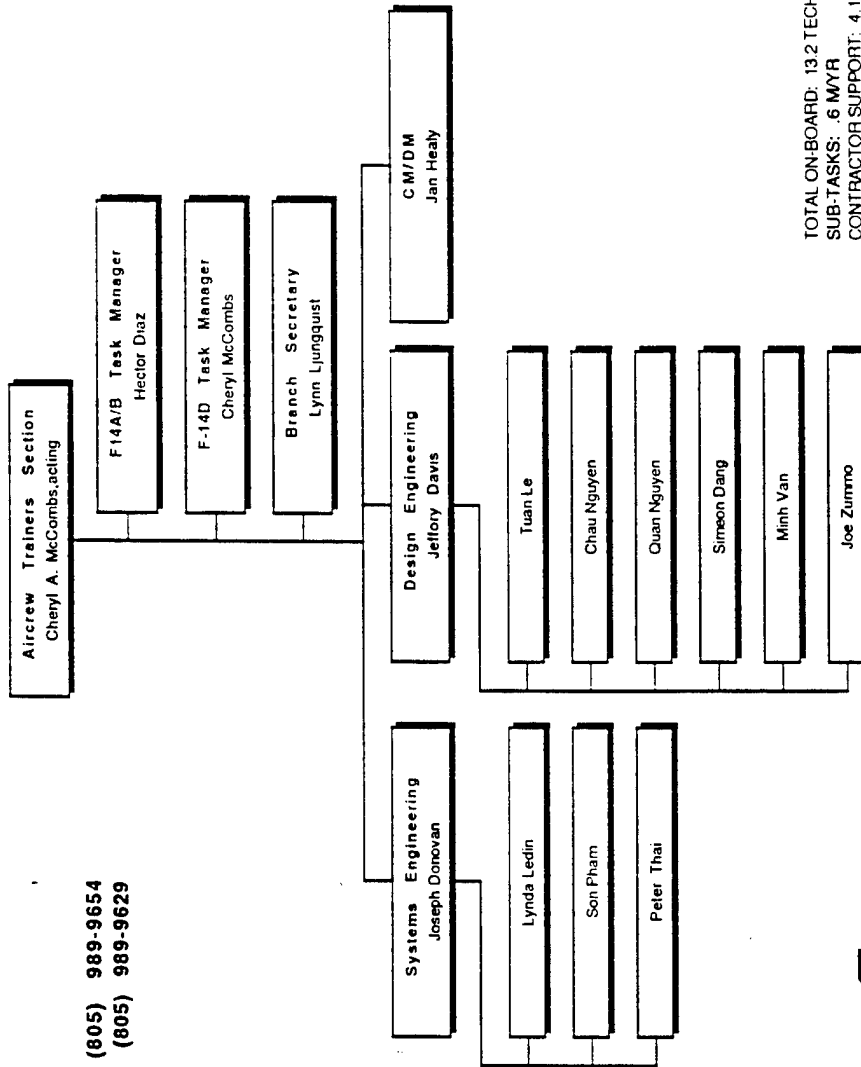 (805) 989-9654
(805) 989-9629
Aircrew Trainers Section
Cheryl A. McCombs,acting
F14A/B Task Manager
Hector Diaz
F-14D Task Manager
Cheryl McCombs
Branch Secretary
Lynn Ljungquist
Systems Engineering
Joseph Donovan
Design Engineering
Jeffory Davis
CM/DM
Jan Healy
Lynda Ledin
Son Pham
Peter Thai
Tuan Le
Chau Nguyen
Quan Nguyen
Simeon Dang
Minh Van
Joe Zummo
TOTAL ON-BOARD: 13.2 TECH
SUB-TASKS: .6 M/YR
CONTRACTOR SUPPORT: 4.1